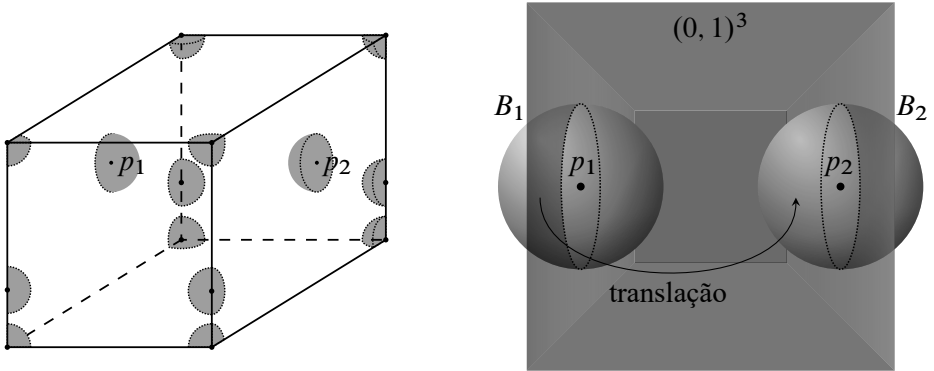 p₁
p₂
(0, 1)³
B₁
B₂
p₁
p₂
translação